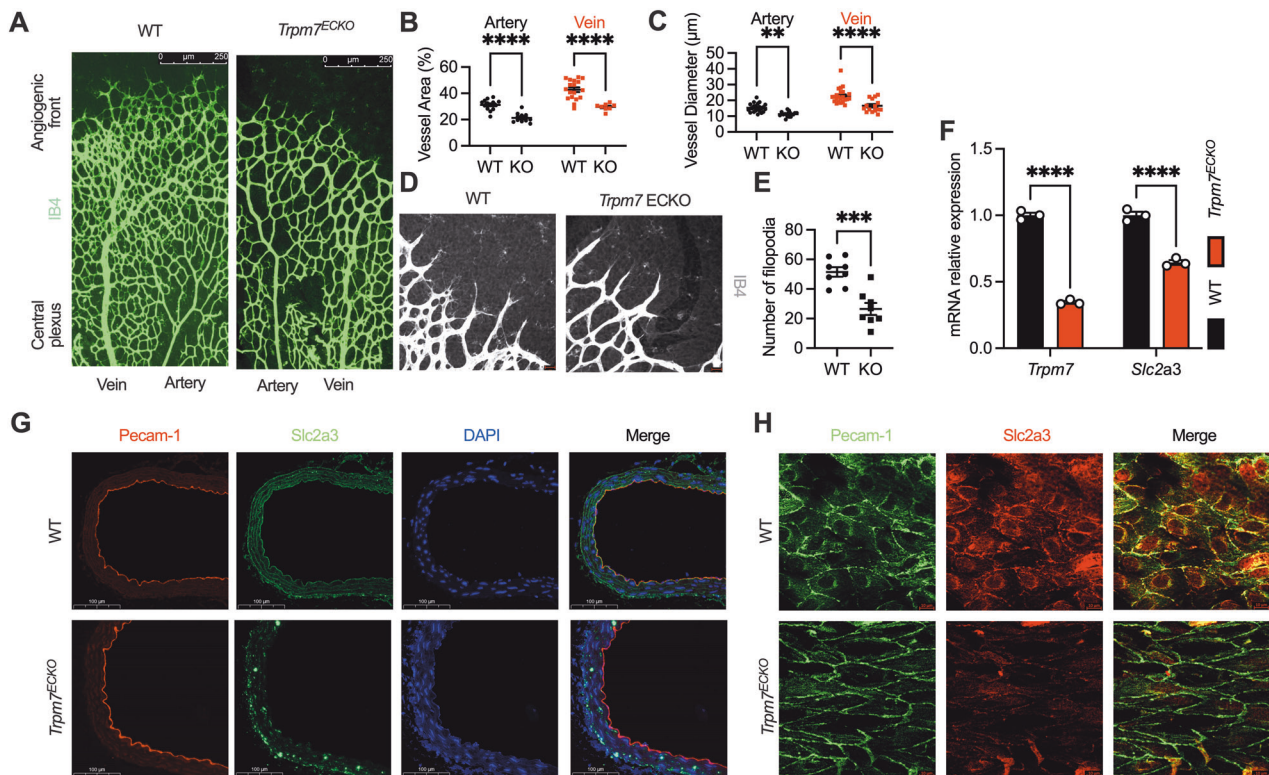 A
WT
Trpm7ECKO
0 µm 250
0 µm 250
Angiogenic
front
IB4
Central
plexus
Vein
Artery
Artery
Vein
B
Artery
Vein
****
****
Vessel Area (%)
60
40
20
0
WT
KO
WT
KO
C
Artery
Vein
**
****
Vessel Diameter (µm)
50
40
30
20
10
0
WT
KO
WT
KO
D
WT
Trpm7 ECKO
IB4
E
***
Number of filopodia
80
60
40
20
0
WT
KO
F
****
****
mRNA relative expression
1.5
1.0
0.5
0.0
Trpm7
Slc2a3
Trpm7ECKO
WT
G
Pecam-1
Slc2a3
DAPI
Merge
WT
100 µm
100 µm
100 µm
100 µm
Trpm7ECKO
100 µm
100 µm
100 µm
100 µm
H
Pecam-1
Slc2a3
Merge
WT
Trpm7ECKO